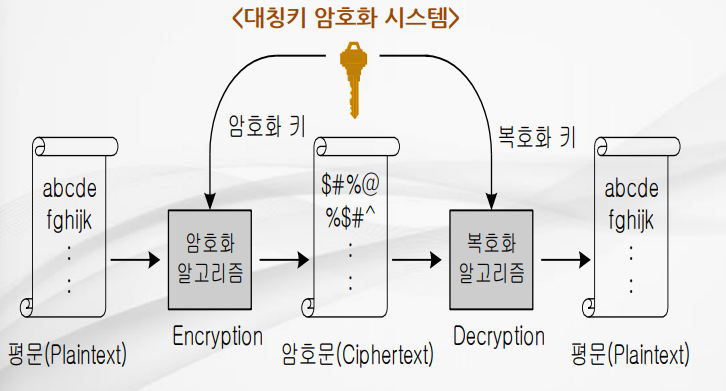 <대칭키 암호화 시스템>
암호화 키
복호화 키
abcde
fghijk
:
:
암호화
알고리즘
$#%@
%$#^
:
:
복호화
알고리즘
abcde
fghijk
:
:
평문(Plaintext)
Encryption
암호문(Ciphertext)
Decryption
평문(Plaintext)